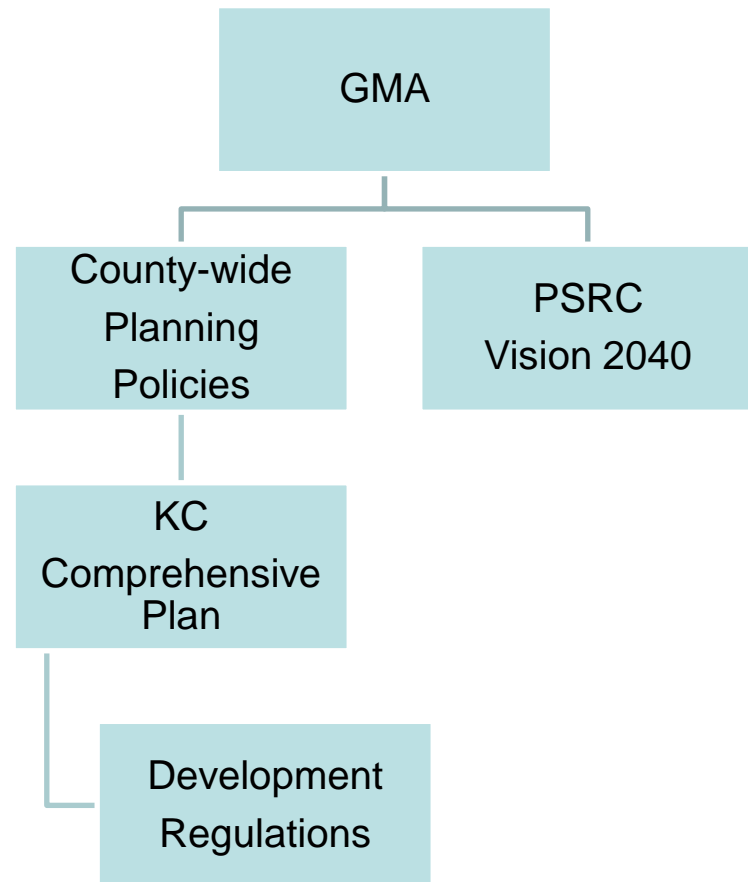 GMA
County-wide
Planning
Policies
PSRC
Vision 2040
KC
Comprehensive
Plan
Development
Regulations